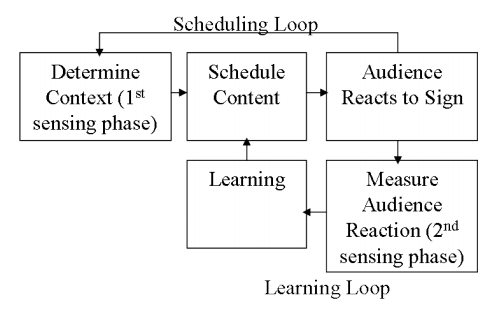 Scheduling Loop
Determine
Context (1st
sensing phase)
Schedule
Content
Audience
Reacts to Sign
Learning
Measure
Audience
Reaction (2nd
sensing phase)
Learning Loop